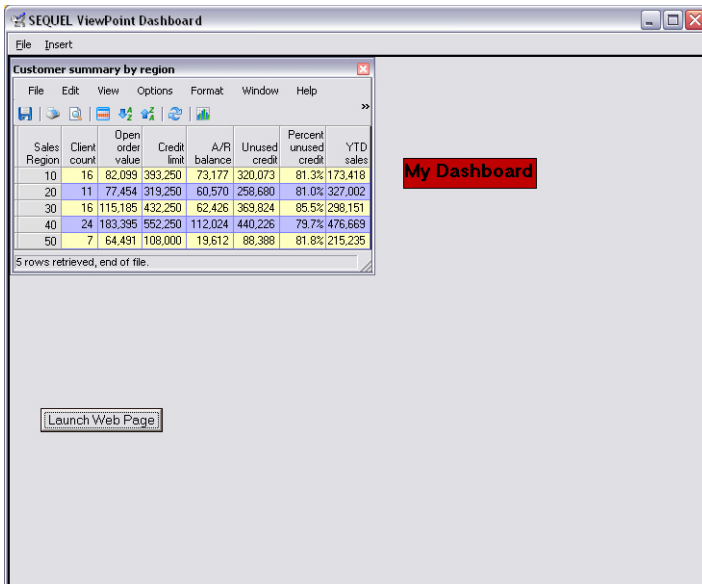 SEQUEL ViewPoint Dashboard
File Insert
Customer summary by region
File Edit View Options Format Window Help
»
Sales Region Client count Open order value Credit limit A/R balance Unused credit Percent unused credit YTD sales
10 16 82,099 393,250 73,177 320,073 81.3% 173,418
20 11 77,454 319,250 60,570 258,680 81.0% 327,002
30 16 115,185 432,250 62,426 369,824 85.5% 298,151
40 24 183,395 552,250 112,024 440,226 79.7% 476,669
50 7 64,491 108,000 19,612 88,388 81.8% 215,235
5 rows retrieved, end of file.
My Dashboard
Launch Web Page